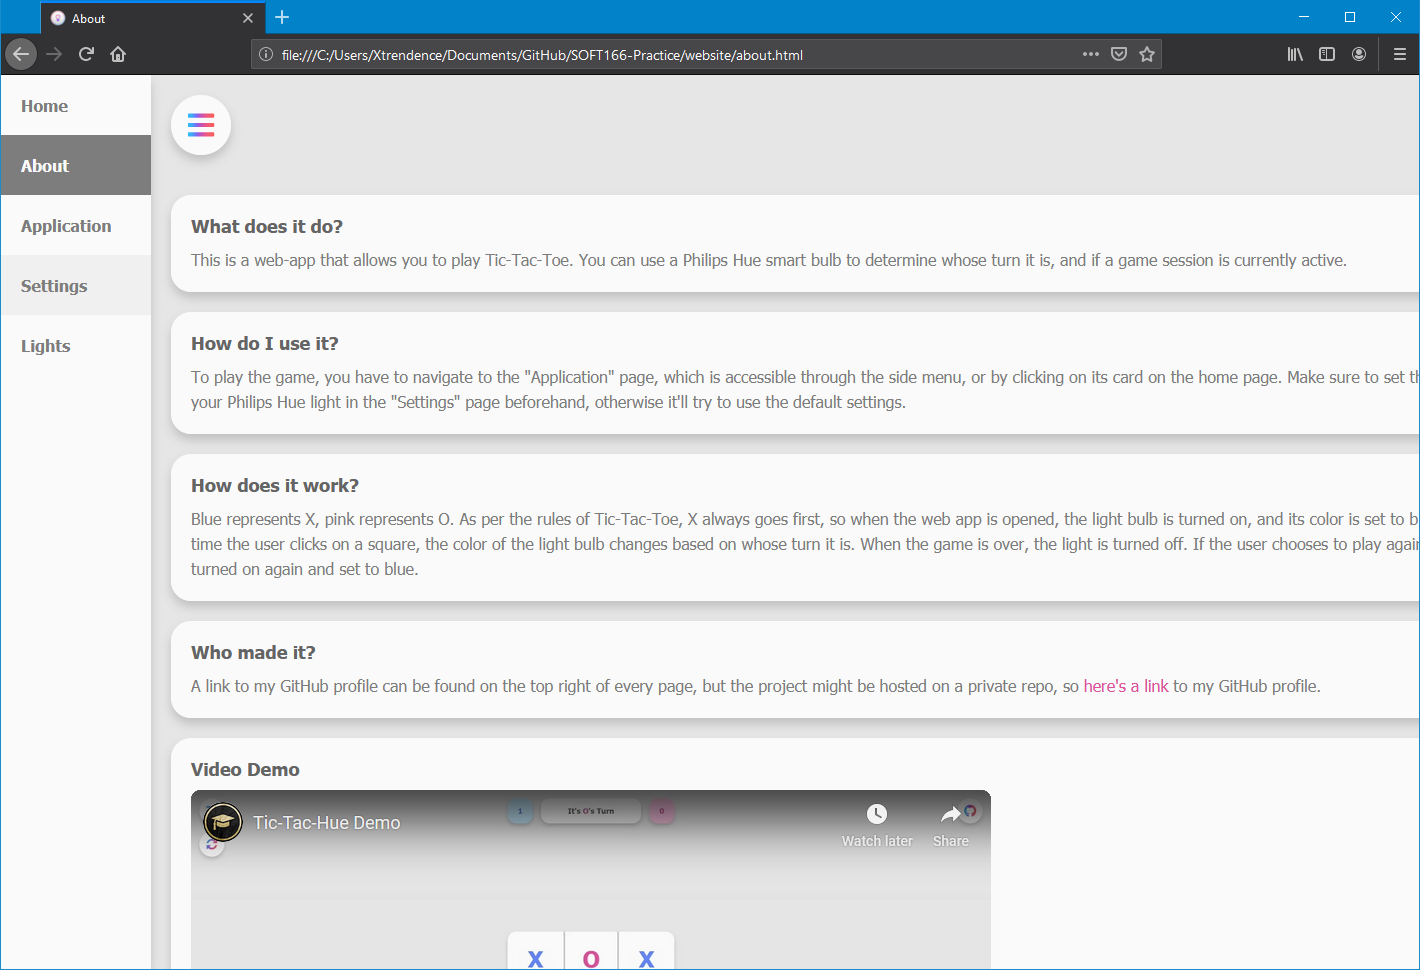 About
file:///C:/Users/Xtrendence/Documents/GitHub/SOFT166-Practice/website/about.html
Home
About
Application
Settings
Lights
What does it do?
This is a web-app that allows you to play Tic-Tac-Toe. You can use a Philips Hue smart bulb to determine whose turn it is, and if a game session is currently active.
How do I use it?
To play the game, you have to navigate to the "Application" page, which is accessible through the side menu, or by clicking on its card on the home page. Make sure to set
your Philips Hue light in the "Settings" page beforehand, otherwise it'll try to use the default settings.
How does it work?
Blue represents X, pink represents O. As per the rules of Tic-Tac-Toe, X always goes first, so when the web app is opened, the light bulb is turned on, and its color is set to
time the user clicks on a square, the color of the light bulb changes based on whose turn it is. When the game is over, the light is turned off. If the user chooses to play
turned on again and set to blue.
Who made it?
A link to my GitHub profile can be found on the top right of every page, but the project might be hosted on a private repo, so here's a link to my GitHub profile.
Video Demo
1 It's O's Turn 0
Tic-Tac-Hue Demo
Watch later Share
X O X